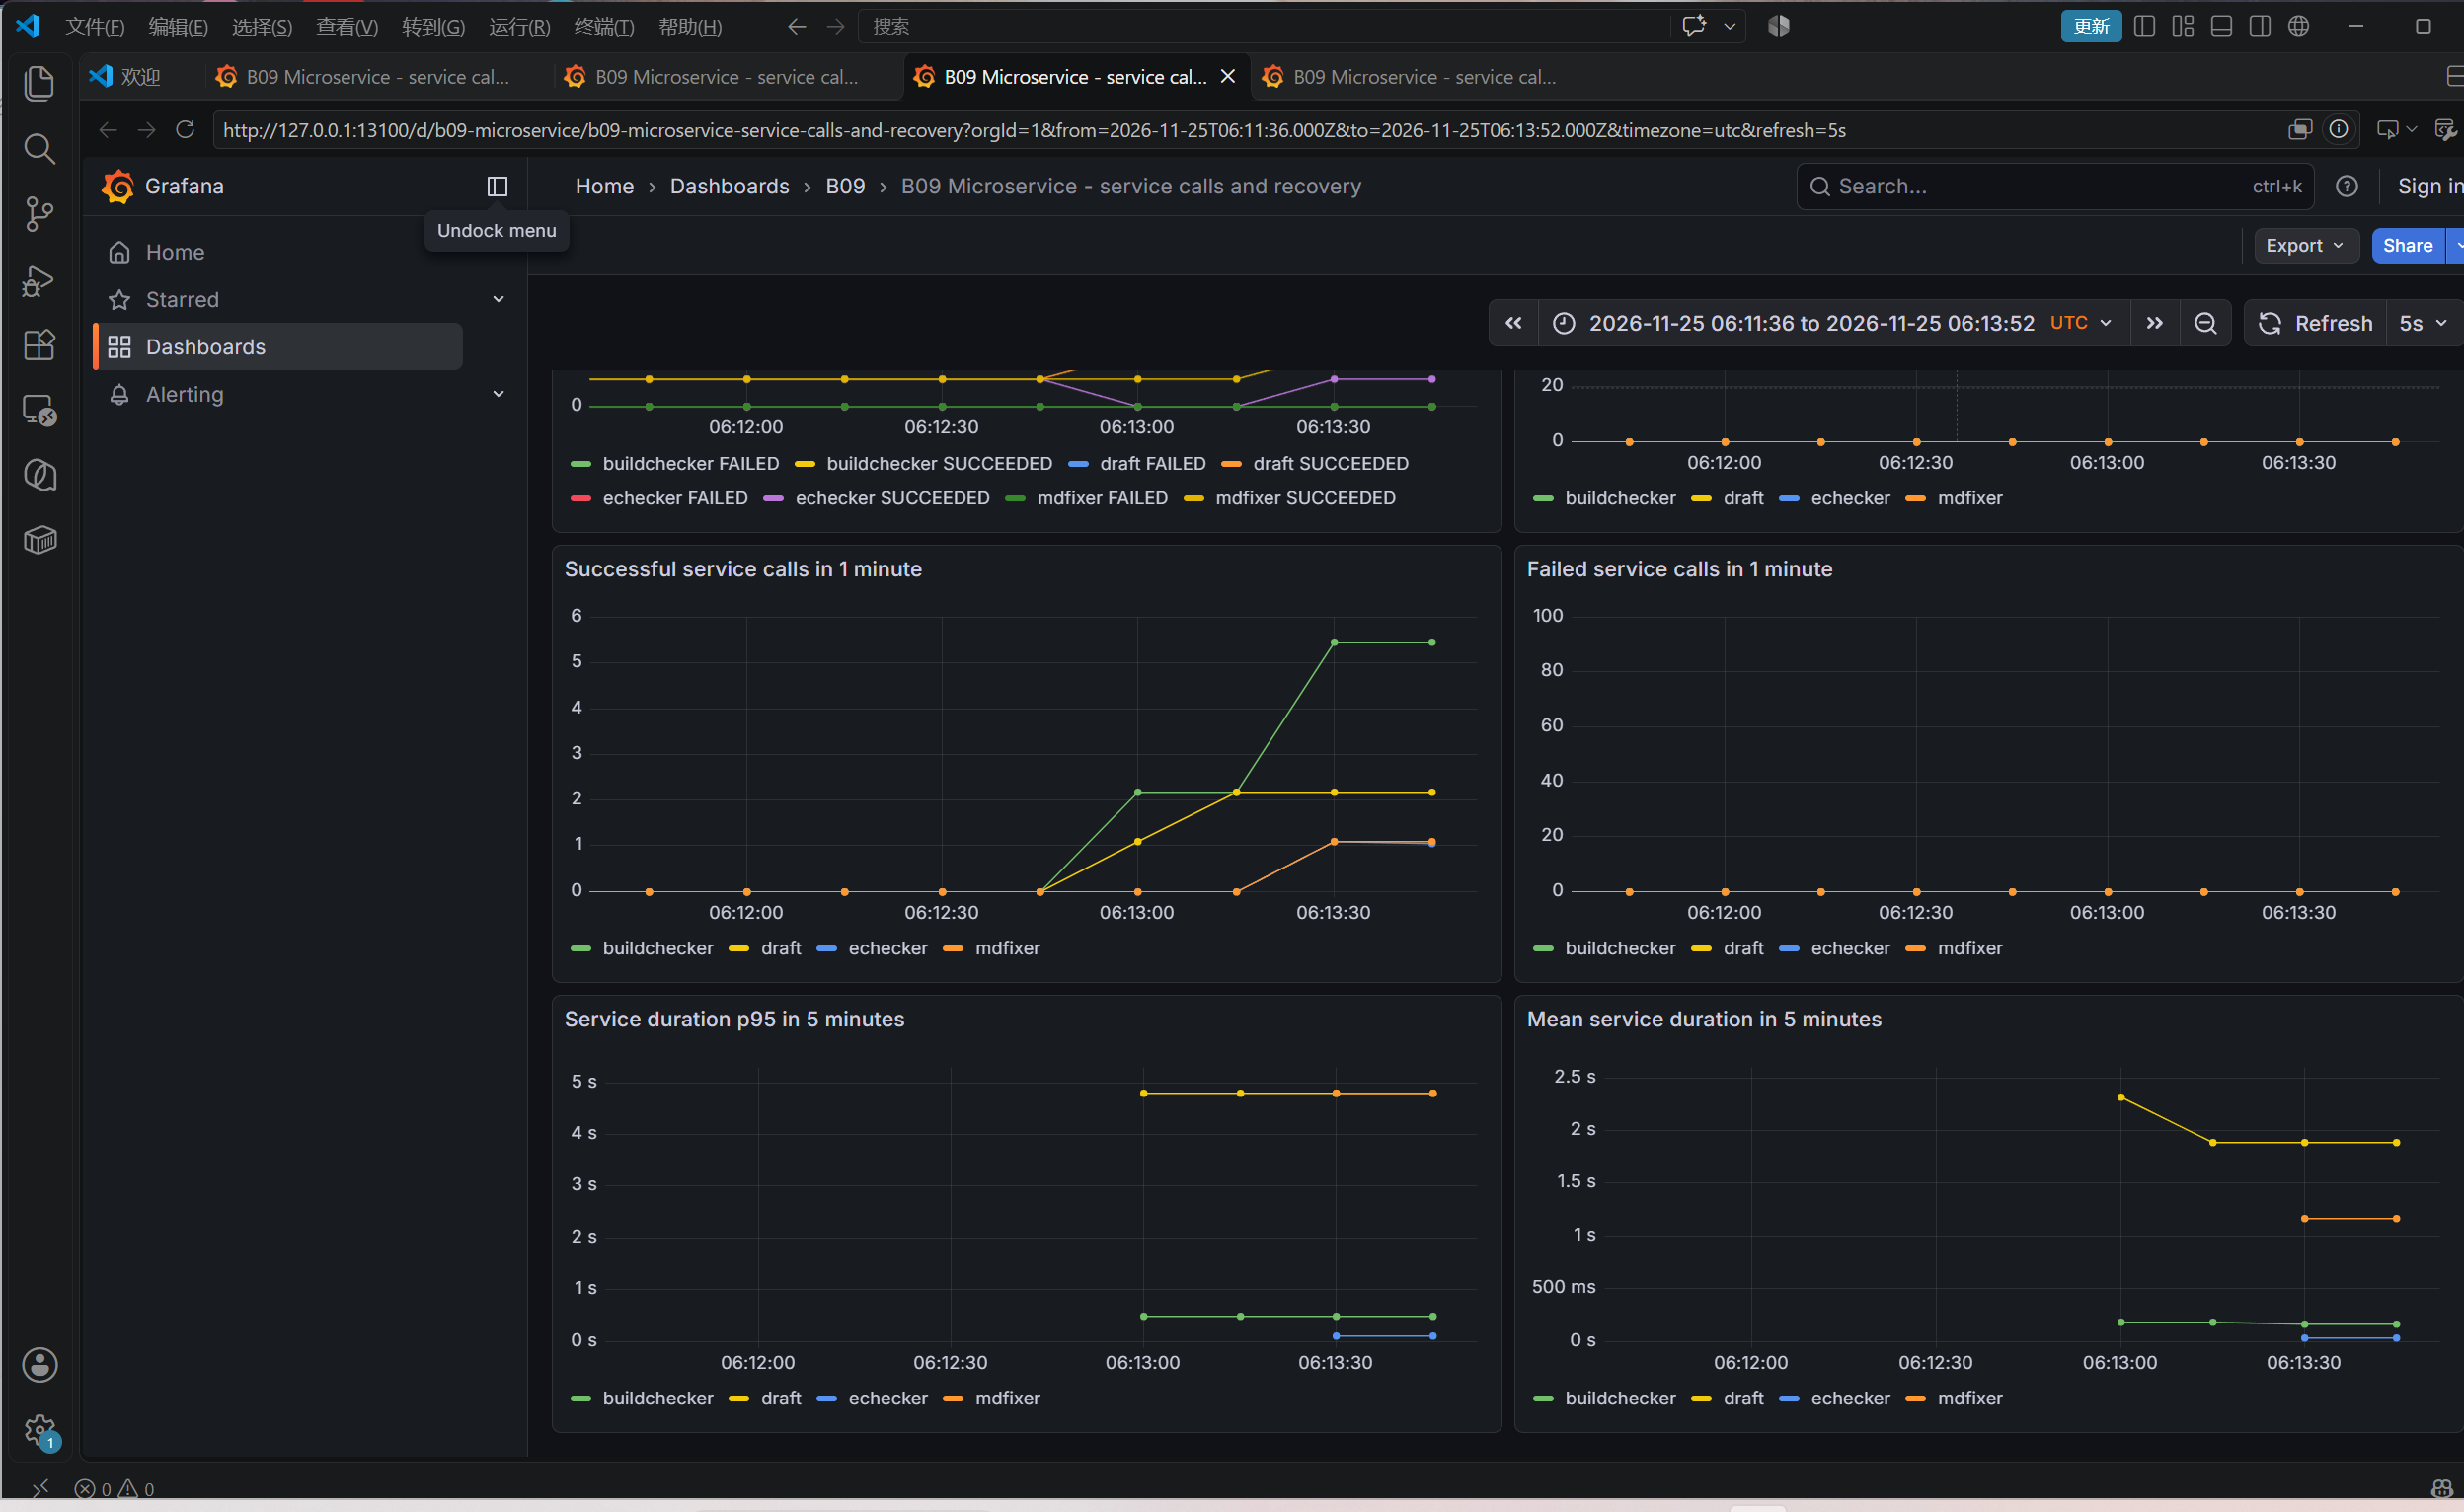 文件(F) 编辑(E) 选择(S) 查看(V) 转到(G) 运行(R) 终端(T) 帮助(H) 搜索 更新
欢迎 B09 Microservice - service cal... B09 Microservice - service cal... B09 Microservice - service cal... B09 Microservice - service cal...
http://127.0.0.1:13100/d/b09-microservice/b09-microservice-service-calls-and-recovery?orgId=1&from=2026-11-25T06:11:36.000Z&to=2026-11-25T06:13:52.000Z&timezone=utc&refresh=5s
Grafana
Home › Dashboards › B09 › B09 Microservice - service calls and recovery
Search... ctrl+k
Sign in
Undock menu
Export
Share
Home
Starred
Dashboards
Alerting
2026-11-25 06:11:36 to 2026-11-25 06:13:52 UTC
Refresh 5s
0
06:12:00 06:12:30 06:13:00 06:13:30
buildchecker FAILED buildchecker SUCCEEDED draft FAILED draft SUCCEEDED
echecker FAILED echecker SUCCEEDED mdfixer FAILED mdfixer SUCCEEDED
20
0
06:12:00 06:12:30 06:13:00 06:13:30
buildchecker draft echecker mdfixer
Successful service calls in 1 minute
6
5
4
3
2
1
0
06:12:00 06:12:30 06:13:00 06:13:30
buildchecker draft echecker mdfixer
Failed service calls in 1 minute
100
80
60
40
20
0
06:12:00 06:12:30 06:13:00 06:13:30
buildchecker draft echecker mdfixer
Service duration p95 in 5 minutes
5 s
4 s
3 s
2 s
1 s
0 s
06:12:00 06:12:30 06:13:00 06:13:30
buildchecker draft echecker mdfixer
Mean service duration in 5 minutes
2.5 s
2 s
1.5 s
1 s
500 ms
0 s
06:12:00 06:12:30 06:13:00 06:13:30
buildchecker draft echecker mdfixer
1
0 0